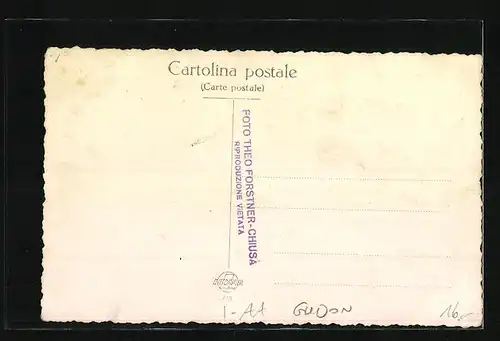 Cartolina postale
(Carte postale)
FOTO THEO FORSTNER-CHIUSA
RIPRODUZIONE VIETATA
I-A1 GUDON 16.-